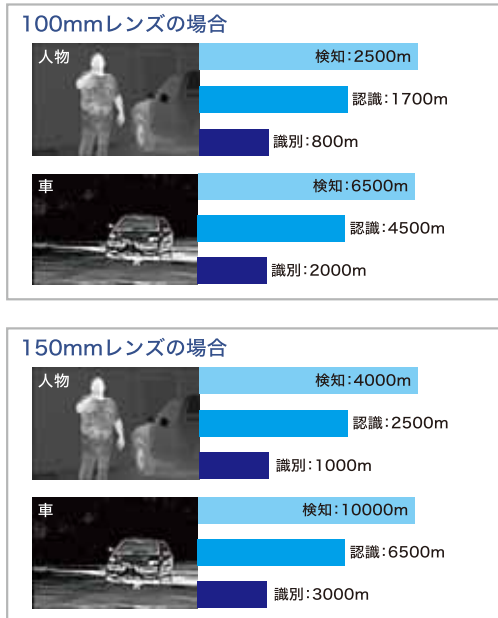 100mmレンズの場合
人物
検知:2500m
認識:1700m
識別:800m
車
検知:6500m
認識:4500m
識別:2000m
150mmレンズの場合
人物
検知:4000m
認識:2500m
識別:1000m
車
検知:10000m
認識:6500m
識別:3000m